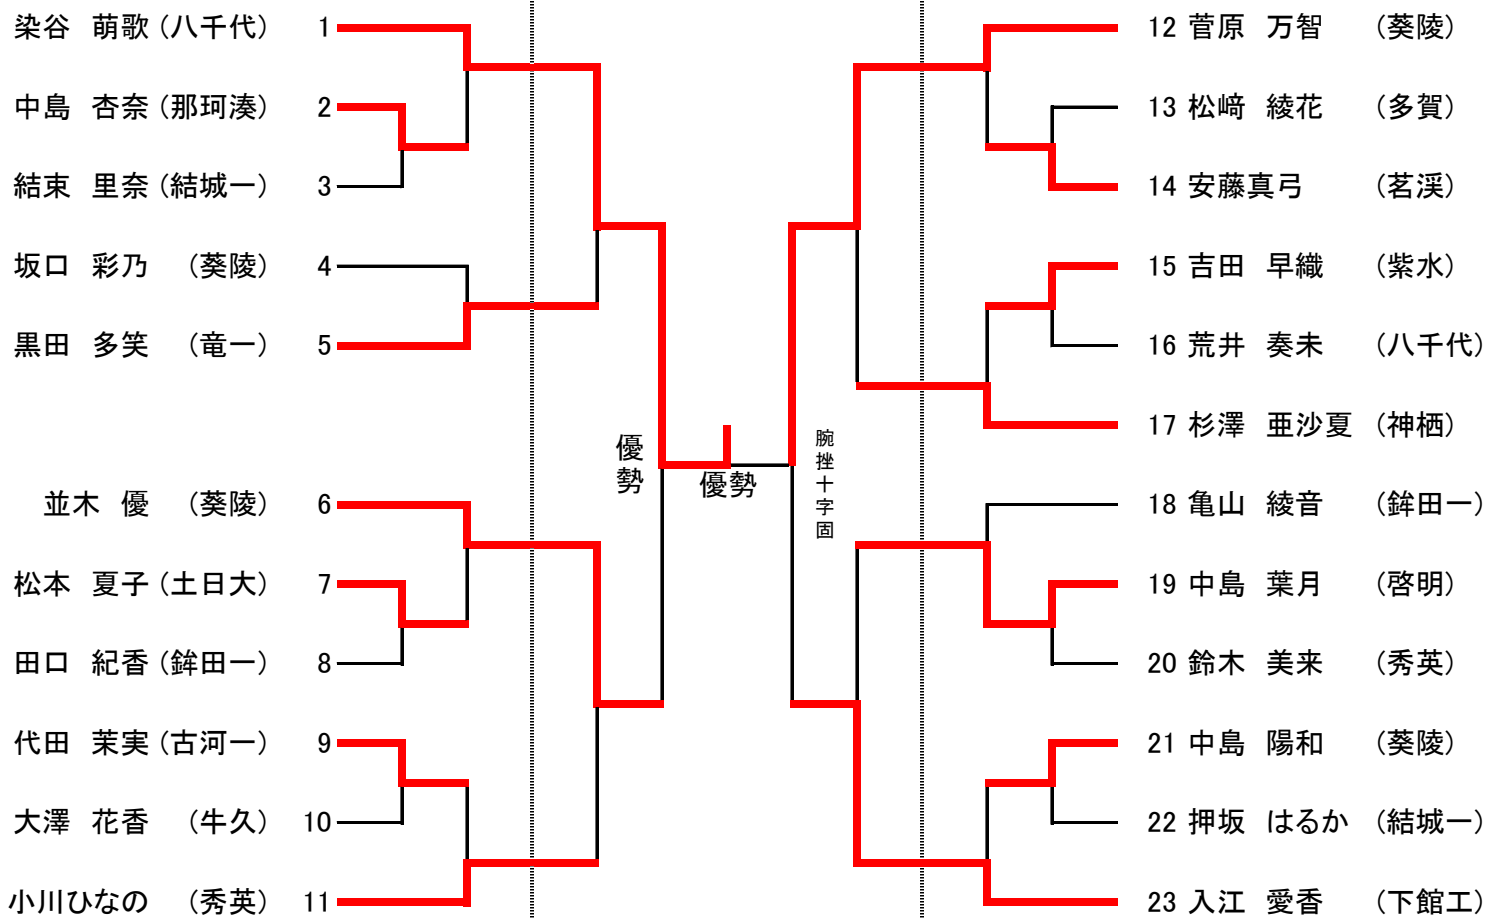 染谷 萌歌 (八千代) 1
中島 杏奈 (那珂湊) 2
結束 里奈 (結城一) 3
坂口 彩乃 (葵陵) 4
黒田 多笑 (竜一) 5
並木 優 (葵陵) 6
松本 夏子 (土日大) 7
田口 紀香 (鉾田一) 8
代田 茉実 (古河一) 9
大澤 花香 (牛久) 10
小川ひなの (秀英) 11
優勢
優勢
腕挫十字固
12 菅原 万智 (葵陵)
13 松﨑 綾花 (多賀)
14 安藤真弓 (茗溪)
15 吉田 早織 (紫水)
16 荒井 奏未 (八千代)
17 杉澤 亜沙夏 (神栖)
18 亀山 綾音 (鉾田一)
19 中島 葉月 (啓明)
20 鈴木 美来 (秀英)
21 中島 陽和 (葵陵)
22 押坂 はるか (結城一)
23 入江 愛香 (下館工)